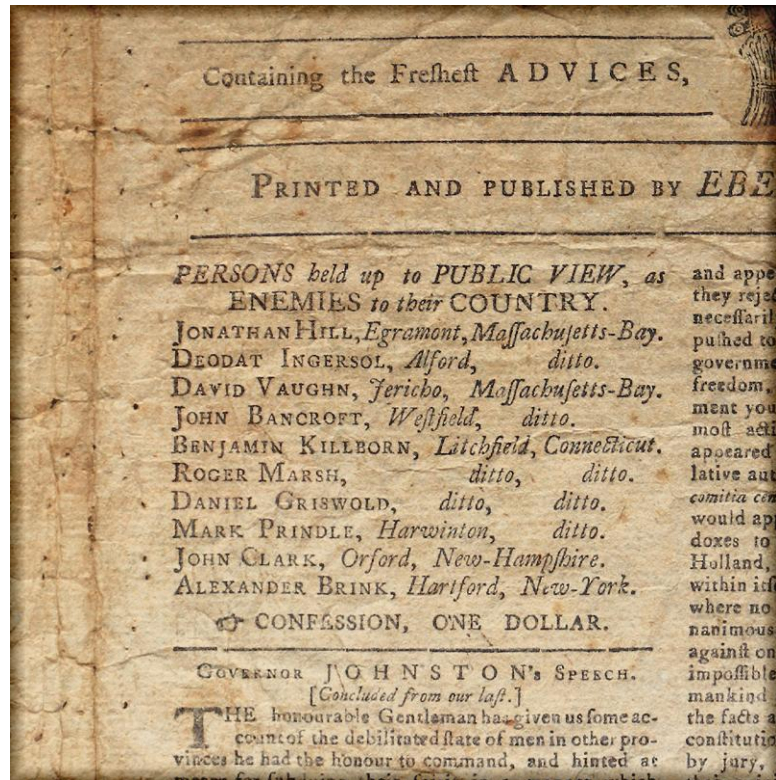 Containing the Freſheſt ADVICES,
PRINTED AND PUBLISHED BY EBE
PERSONS held up to PUBLIC VIEW, as
ENEMIES to their COUNTRY.
JONATHAN HILL, Egramont, Maſſachuſetts-Bay.
DEODAT INGERSOL, Alford, ditto.
DAVID VAUGHN, Jericho, Maſſachuſetts-Bay.
JOHN BANCROFT, Weſtfield, ditto.
BENJAMIN KILLBORN, Litchfield, Connecticut.
ROGER MARSH, ditto, ditto.
DANIEL GRISWOLD, ditto, ditto.
MARK PRINDLE, Harwinton, ditto.
JOHN CLARK, Orford, New-Hampſhire.
ALEXANDER BRINK, Hartford, New-York.
☞ CONFESSION, ONE DOLLAR.
GOVERNOR JOHNSTON's SPEECH.
[Concluded from our laſt.]
THE honourable Gentleman has given us ſome ac-
count of the debilitated ſtate of men in other pro-
vinces he had the honour to command, and hinted at
and appe
they reje
neceſſaril
puſhed to
governme
freedom,
ment you
moſt acti
appeared
lative aut
comitia cen
would app
doxes to
Holland,
within itſe
where no
nanimous
againſt on
impoſſible
mankind
the facts a
conſtitutio
by jury,